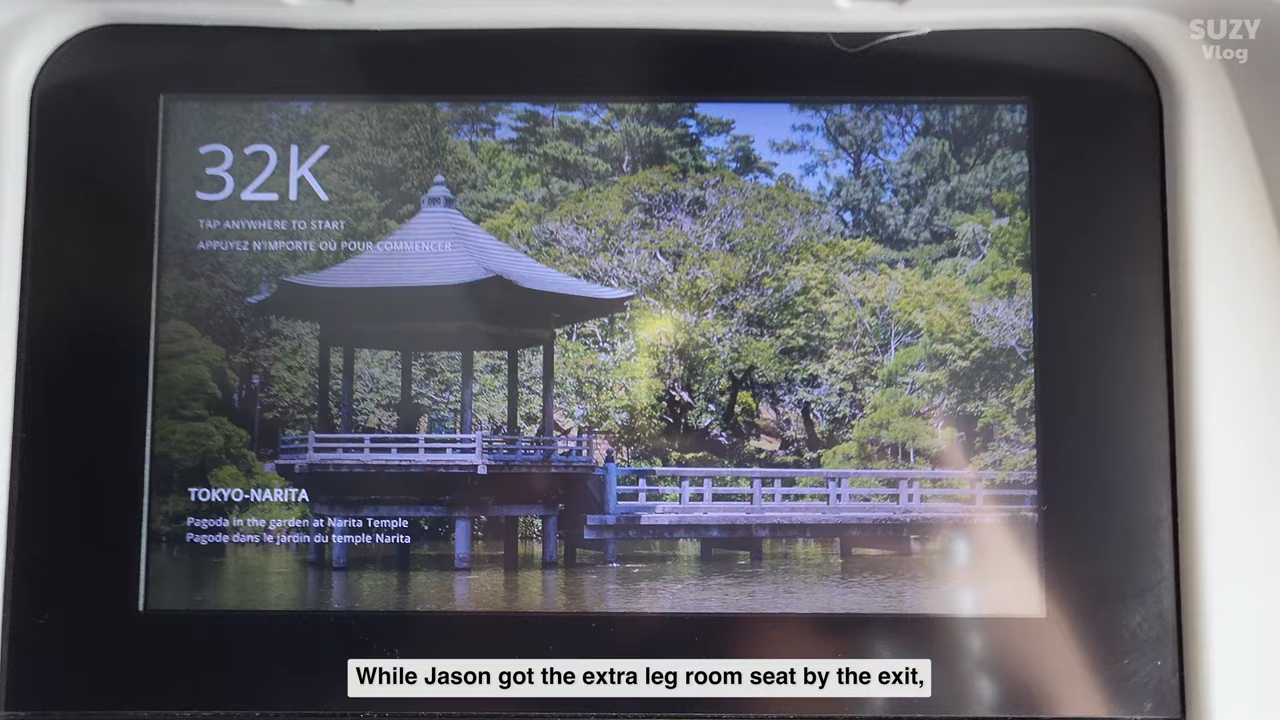 SUZY
Vlog
32K
TAP ANYWHERE TO START
APPUYEZ N'IMPORTE OÙ POUR COMMENCER
TOKYO-NARITA
Pagoda in the garden at Narita Temple
Pagode dans le jardin du temple Narita
While Jason got the extra leg room seat by the exit,